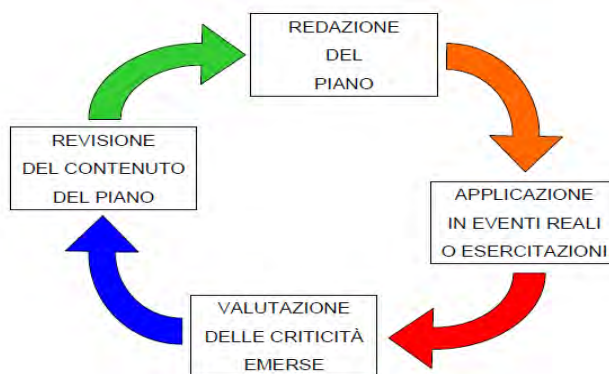 REDAZIONE
DEL
PIANO
APPLICAZIONE
IN EVENTI REALI
O ESERCITAZIONI
VALUTAZIONE
DELLE CRITICITÀ
EMERSE
REVISIONE
DEL CONTENUTO
DEL PIANO